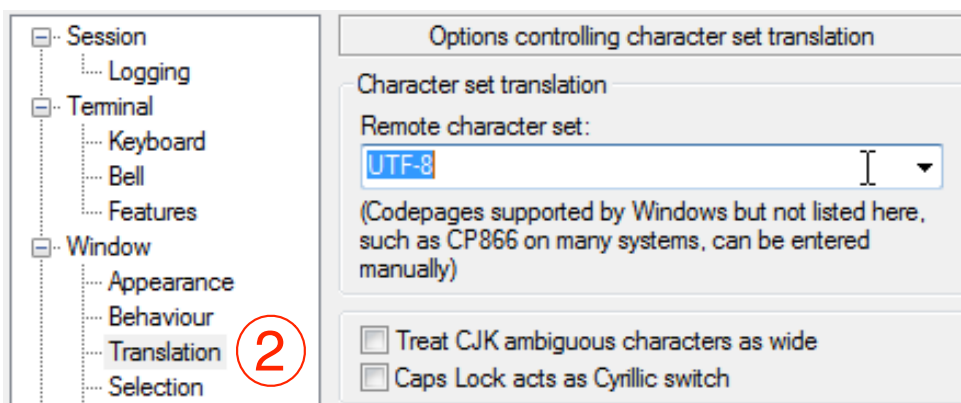 Session
Logging
Terminal
Keyboard
Bell
Features
Window
Appearance
Behaviour
Translation
②
Selection
Options controlling character set translation
Character set translation
Remote character set:
UTF-8
(Codepages supported by Windows but not listed here,
such as CP866 on many systems, can be entered
manually)
Treat CJK ambiguous characters as wide
Caps Lock acts as Cyrillic switch